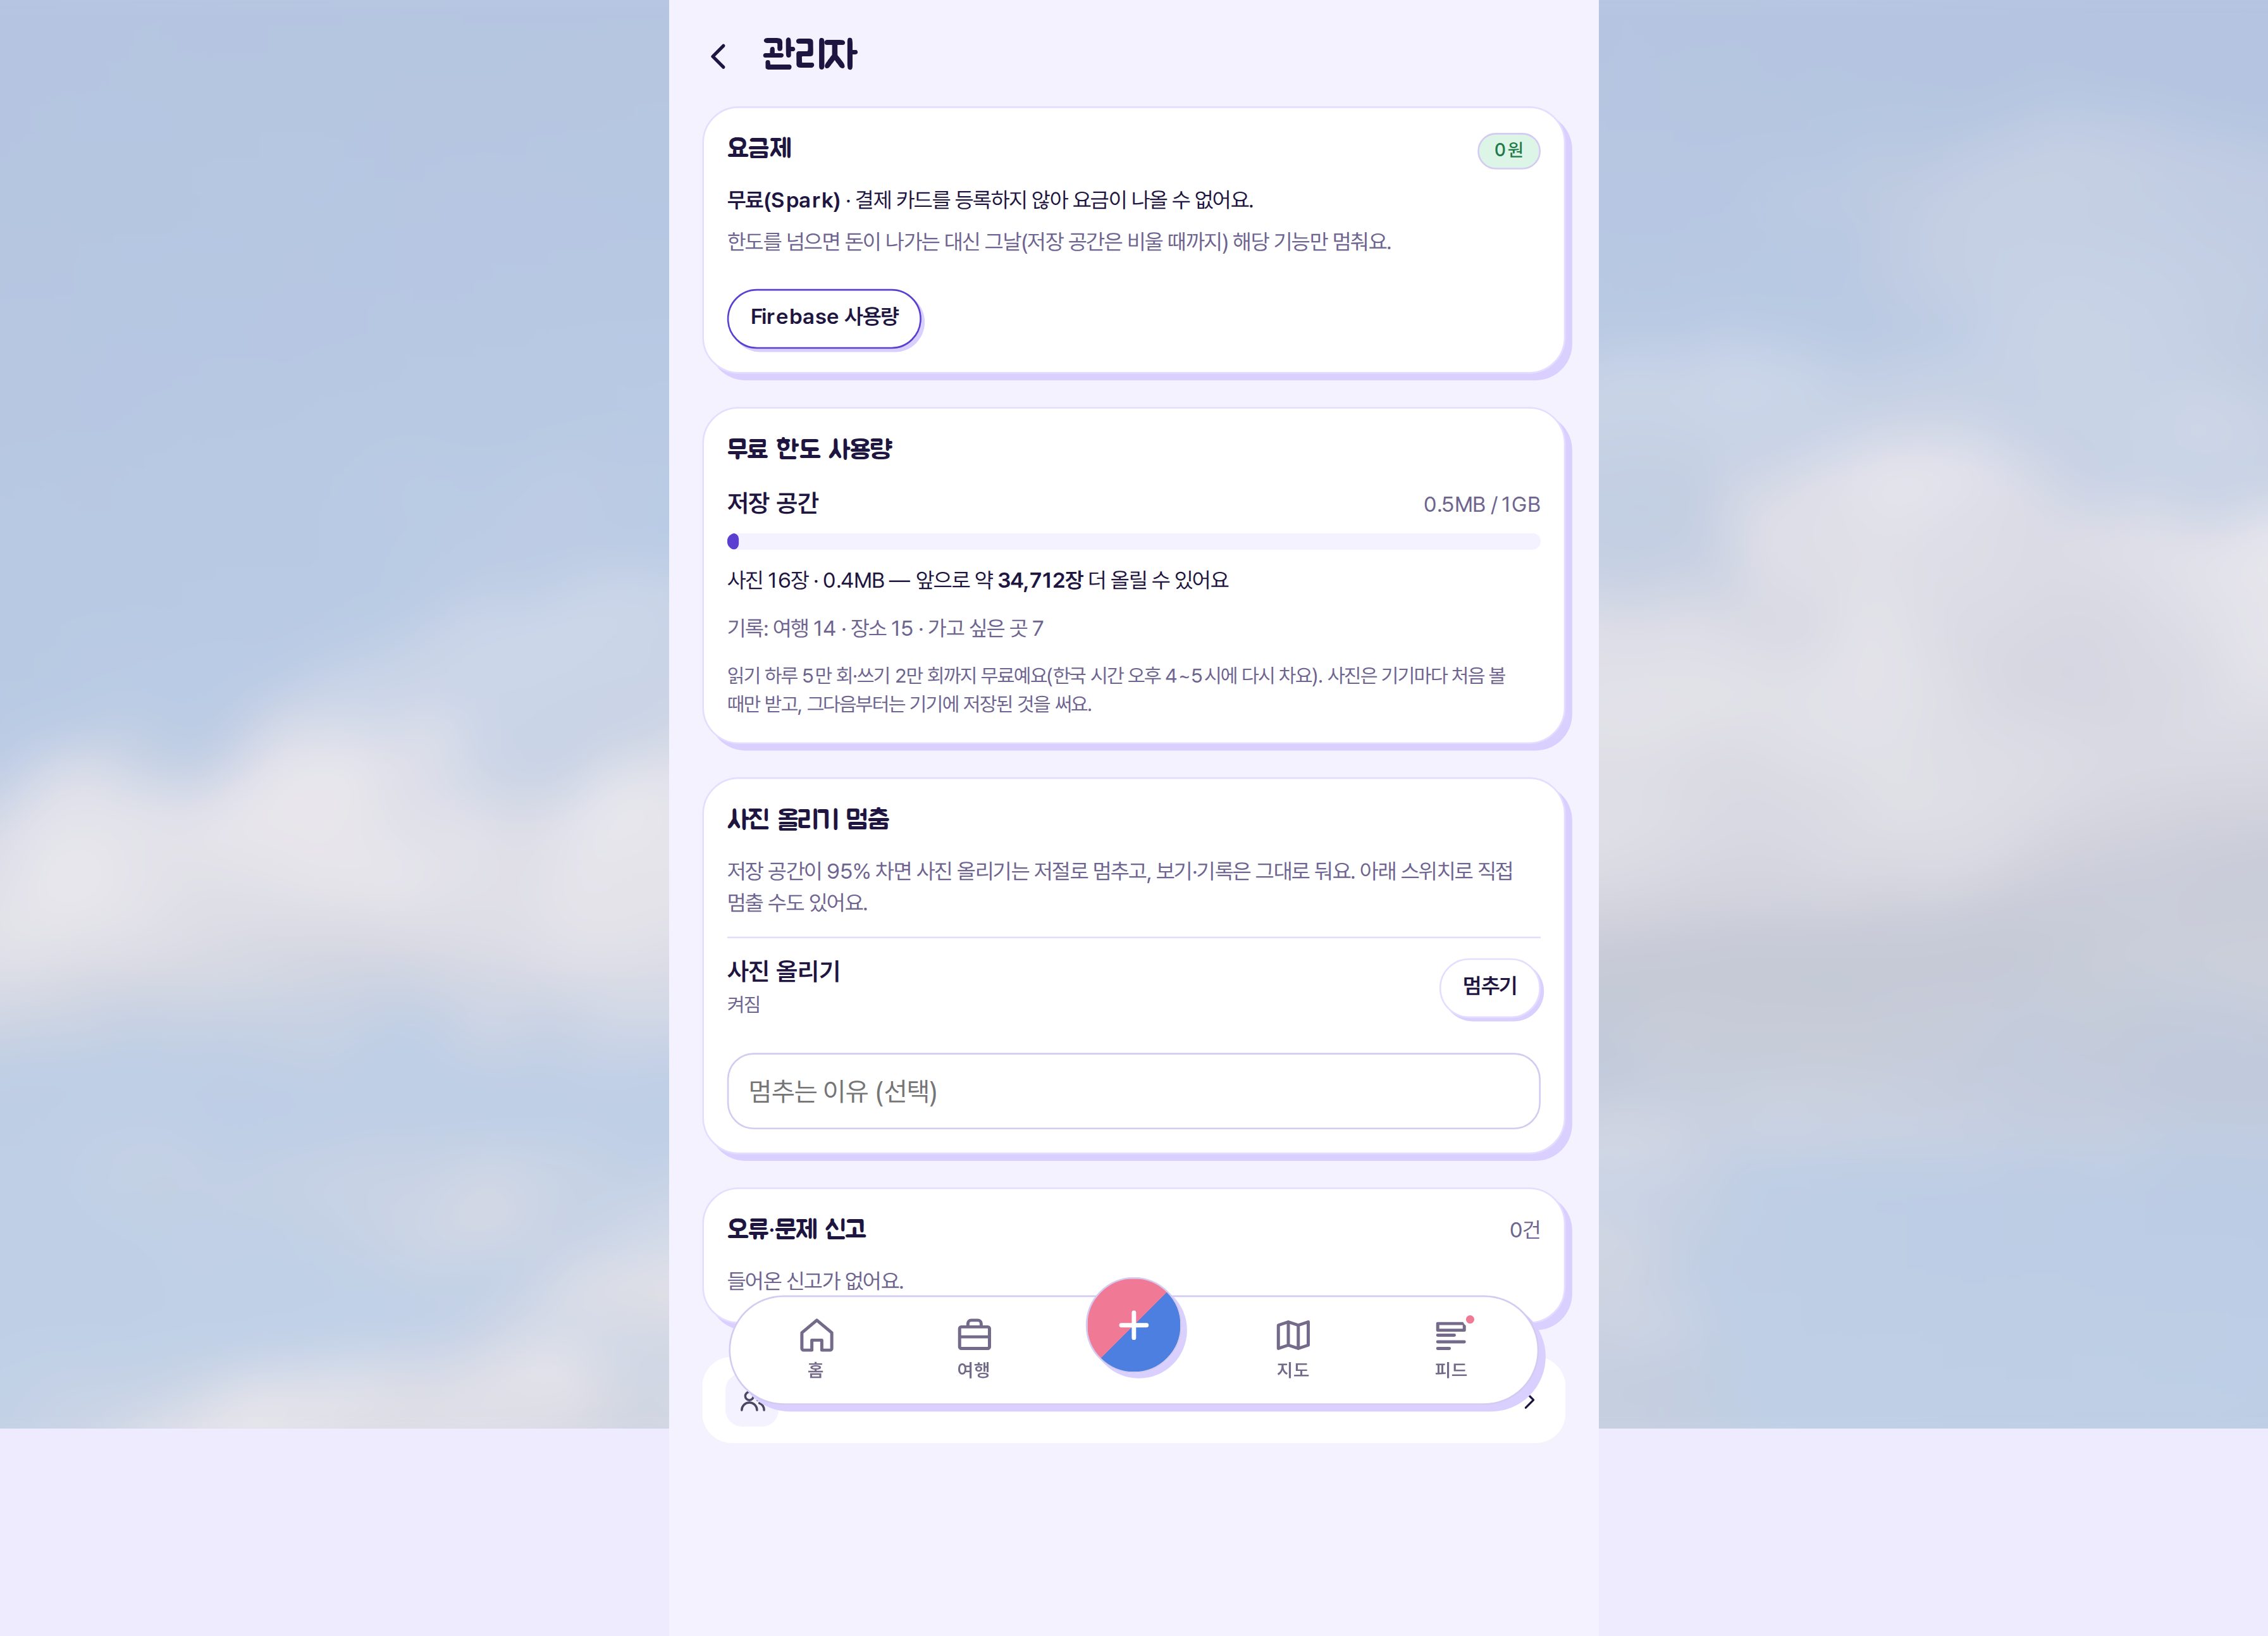 관리자
요금제
0원
무료(Spark) · 결제 카드를 등록하지 않아 요금이 나올 수 없어요.
한도를 넘으면 돈이 나가는 대신 그날(저장 공간은 비울 때까지) 해당 기능만 멈춰요.
Firebase 사용량
무료 한도 사용량
저장 공간
0.5MB / 1GB
사진 16장 · 0.4MB — 앞으로 약 34,712장 더 올릴 수 있어요
기록: 여행 14 · 장소 15 · 가고 싶은 곳 7
읽기 하루 5만 회·쓰기 2만 회까지 무료예요(한국 시간 오후 4~5시에 다시 차요). 사진은 기기마다 처음 볼
때만 받고, 그다음부터는 기기에 저장된 것을 써요.
사진 올리기 멈춤
저장 공간이 95% 차면 사진 올리기는 저절로 멈추고, 보기·기록은 그대로 둬요. 아래 스위치로 직접
멈출 수도 있어요.
사진 올리기
켜짐
멈추기
멈추는 이유 (선택)
오류·문제 신고
0건
들어온 신고가 없어요.
홈
여행
지도
피드